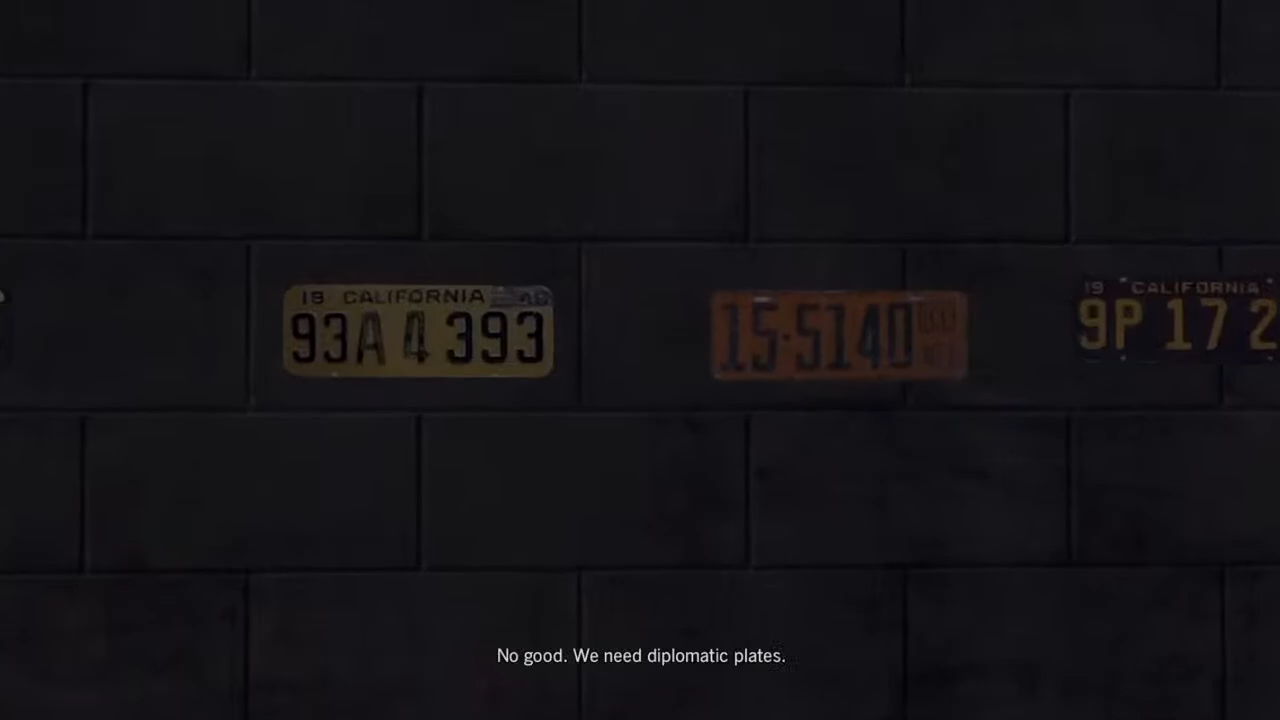 19 CALIFORNIA
93A 4 393
15·5140
19 CALIFORNIA
9P 17 2
No good. We need diplomatic plates.